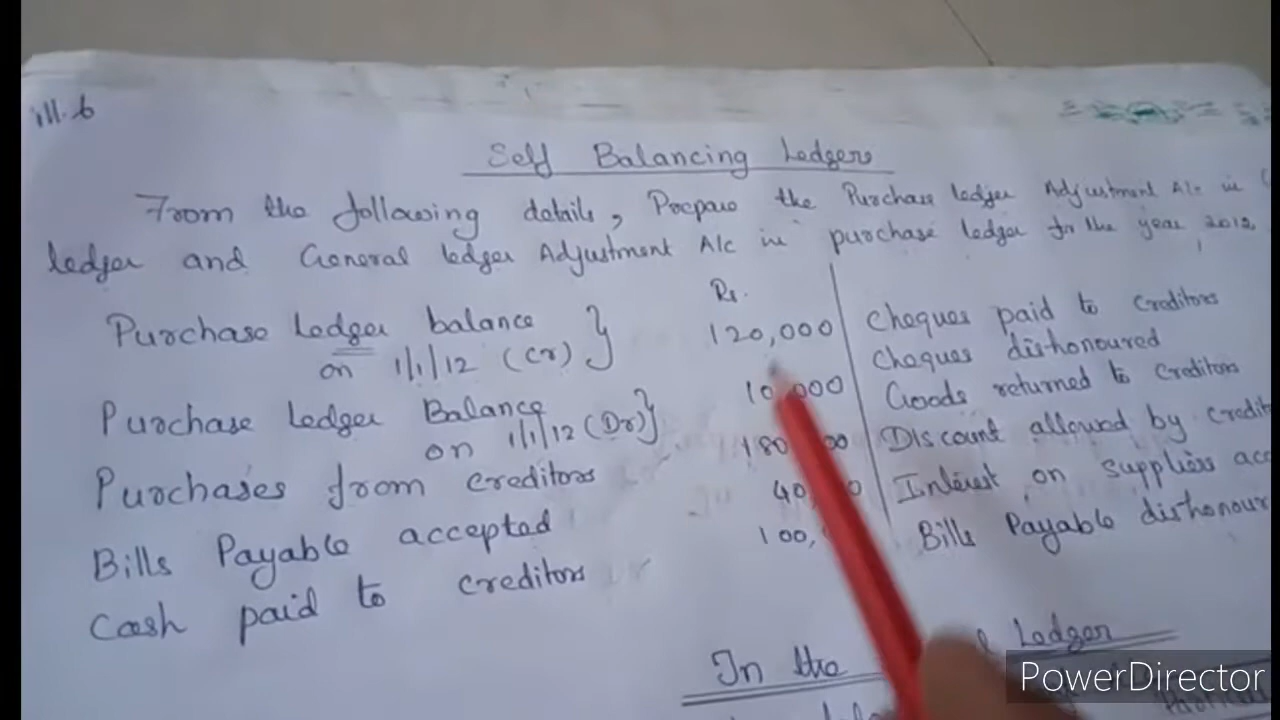 ill. 6
Self Balancing Ledgers
From the following details, Prepare the Purchase ledger Adjustment A/c in
ledger and General ledger Adjustment A/c in purchase ledger for the year 2012,
Rs.
Purchase Ledger balance
on 1/1/12 (Cr) } 120,000
Purchase Ledger Balance
on 1/1/12 (Dr) } 10,000
Purchases from creditors
Bills Payable accepted
Cash paid to creditors 100,
Cheques paid to creditors
Cheques dishonoured
Goods returned to creditors
Discount allowed by
Interest on suppliers
Bills Payable
In the Ledger
PowerDirector